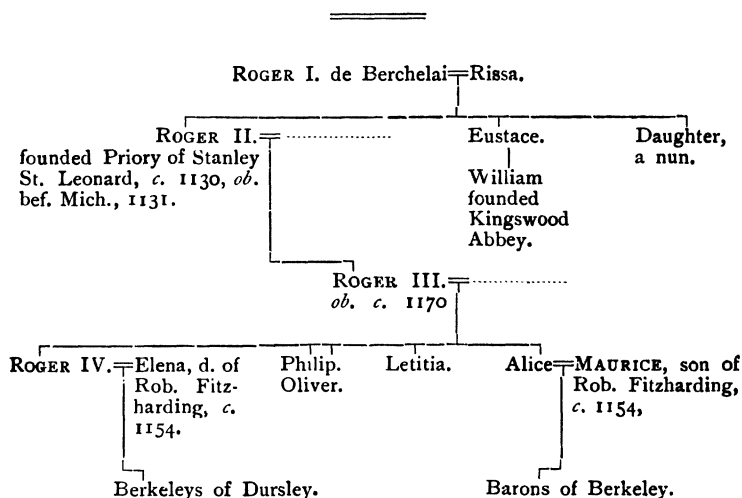 ROGER I. de Berchelai=Rissa.
ROGER II.=
founded Priory of Stanley
St. Leonard, c. 1130, ob.
bef. Mich., 1131.
Eustace.
William
founded
Kingswood
Abbey.
Daughter,
a nun.
ROGER III.=
ob. c. 1170
ROGER IV.=Elena, d. of
Rob. Fitz-
harding, c.
1154.
Philip.
Oliver.
Letitia.
Alice=MAURICE, son of
Rob. Fitzharding,
c. 1154,
Berkeleys of Dursley.
Barons of Berkeley.